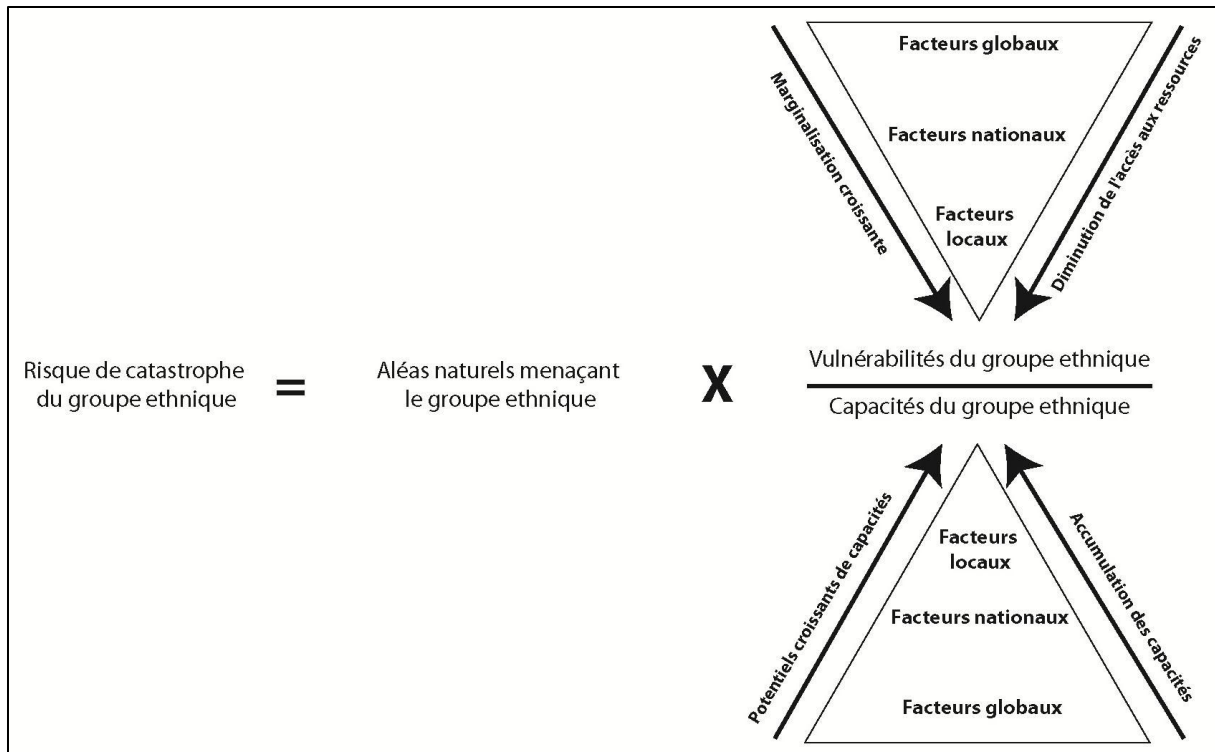 Facteurs globaux
Marginalisation croissante
Diminution de l'accès aux ressources
Facteurs nationaux
Facteurs
locaux
Risque de catastrophe
du groupe ethnique
=
Aléas naturels menaçant
le groupe ethnique
X
Vulnérabilités du groupe ethnique
Capacités du groupe ethnique
Potentiels croissants de capacités
Accumulation des capacités
Facteurs
locaux
Facteurs nationaux
Facteurs globaux